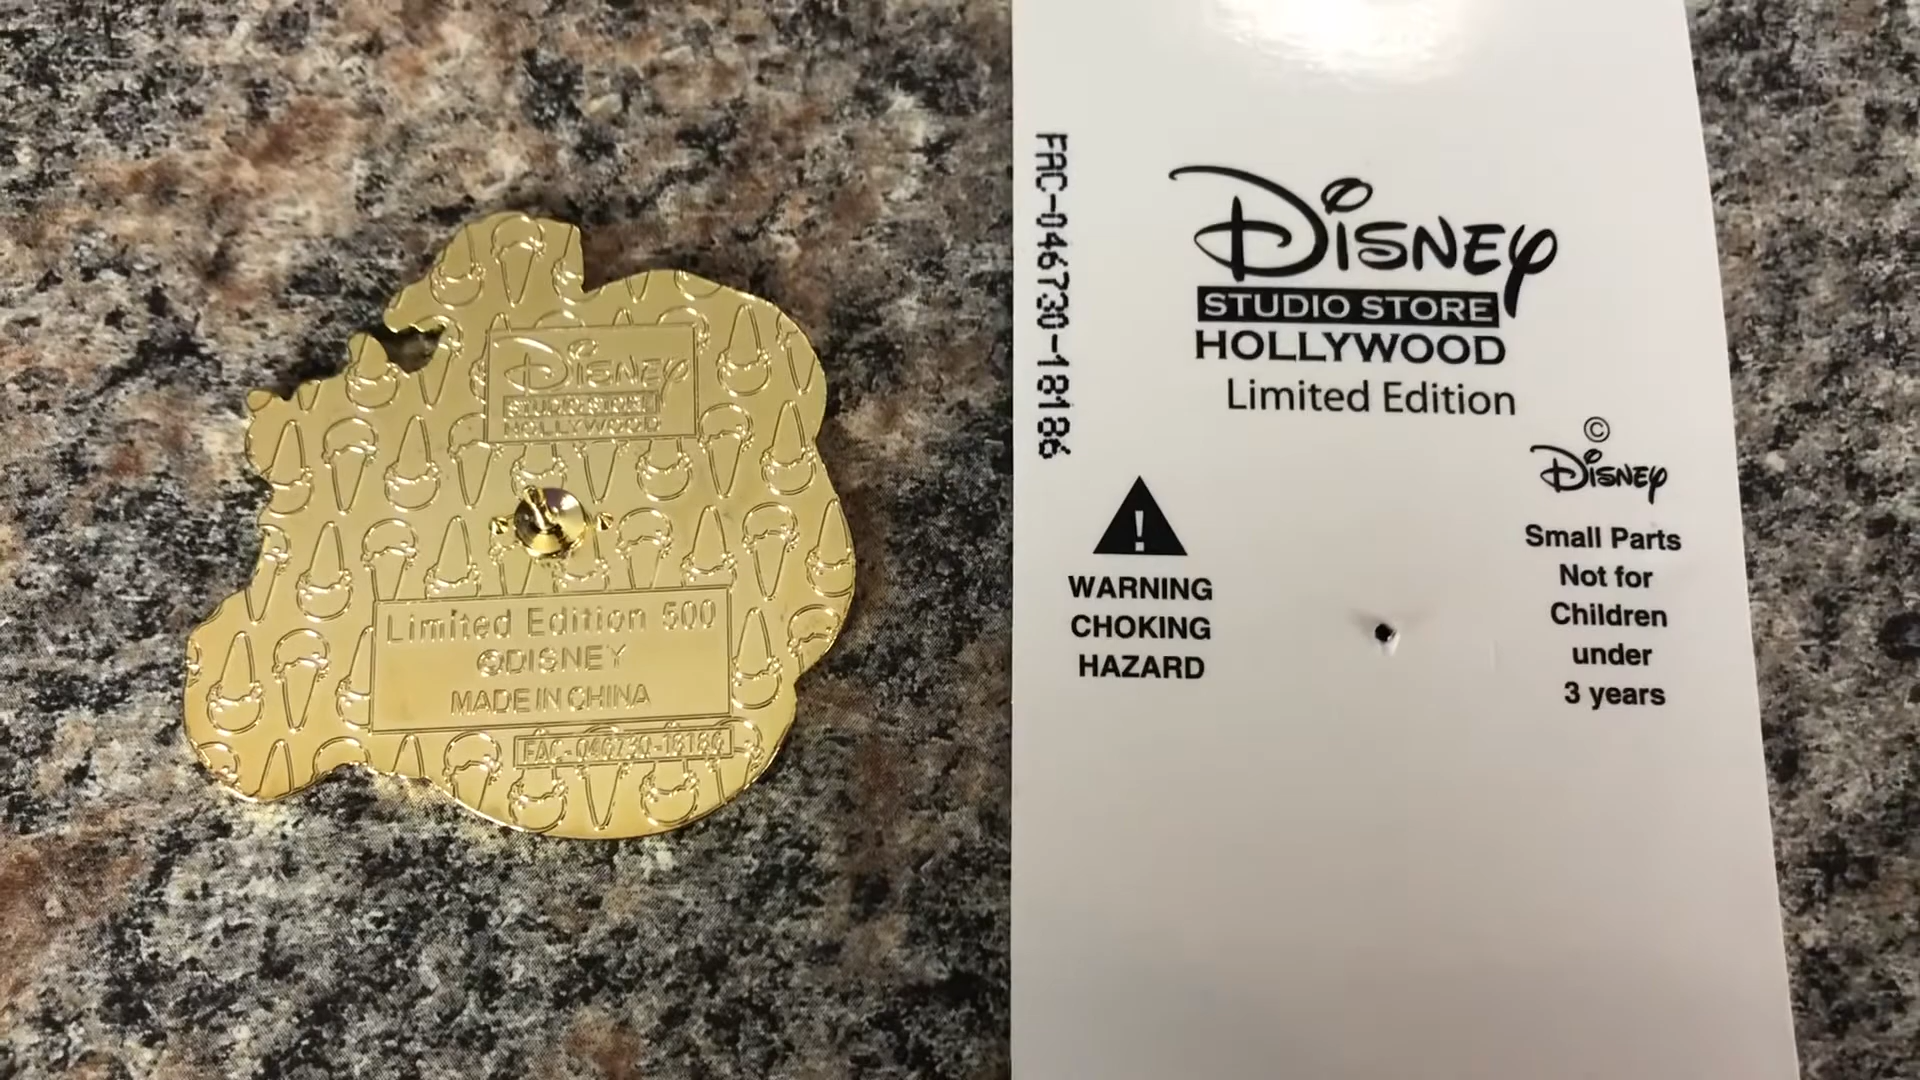 Disney
STUDIO STORE
HOLLYWOOD
Limited Edition 500
©DISNEY
MADE IN CHINA
FAC-046730-18186
FAC-046730-18186
Disney
STUDIO STORE
HOLLYWOOD
Limited Edition
©
Disney
WARNING
CHOKING
HAZARD
Small Parts
Not for
Children
under
3 years